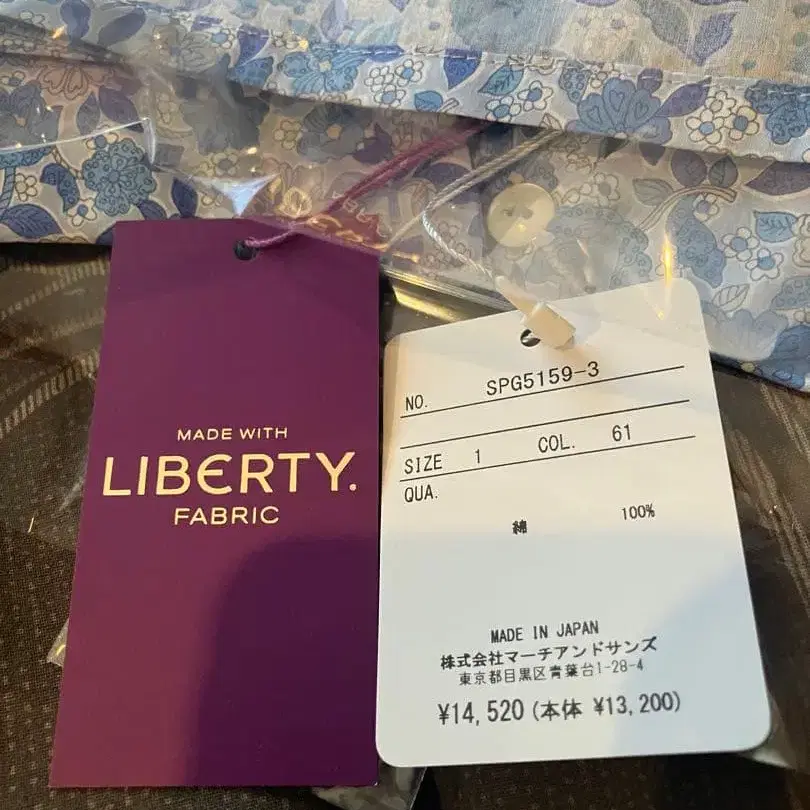 MADE WITH
LIBERTY.
FABRIC
NO. SPG5159-3
SIZE 1 COL. 61
QUA.
綿 100%
MADE IN JAPAN
株式会社マーチアンドサンズ
東京都目黒区青葉台1-28-4
¥14,520 (本体 ¥13,200)